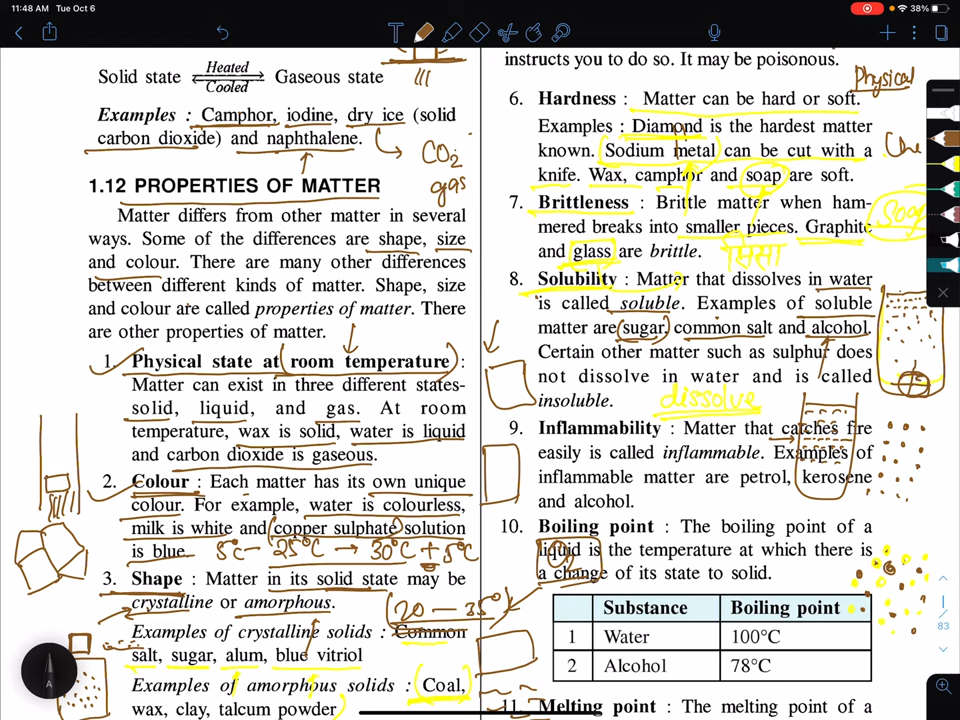 11:48 AM Tue Oct 6
38%
Solid state Heated Gaseous state
Cooled
Examples : Camphor, iodine, dry ice (solid
carbon dioxide) and naphthalene.
CO2
gas
1.12 PROPERTIES OF MATTER
Matter differs from other matter in several
ways. Some of the differences are shape, size
and colour. There are many other differences
between different kinds of matter. Shape, size
and colour are called properties of matter. There
are other properties of matter.
1. Physical state at (room temperature) :
Matter can exist in three different states-
solid, liquid, and gas. At room
temperature, wax is solid, water is liquid
and carbon dioxide is gaseous.
2. Colour : Each matter has its own unique
colour. For example, water is colourless,
milk is white and (copper sulphate) solution
is blue.
5°C - 25°C → 30°C + 5°C
3. Shape : Matter in its solid state may be
crystalline or amorphous.
(20 - 35°)
Examples of crystalline solids : Common
salt, sugar, alum, blue vitriol
Examples of amorphous solids : Coal,
wax, clay, talcum powder
instructs you to do so. It may be poisonous.
Physical
6. Hardness : Matter can be hard or soft.
Examples : Diamond is the hardest matter
known. Sodium metal can be cut with a
knife. Wax, camphor and soap are soft.
Che
7. Brittleness : Brittle matter when ham-
mered breaks into smaller pieces. Graphite
and glass are brittle.
Soap
8. Solubility : Matter that dissolves in water
is called soluble. Examples of soluble
matter are sugar, common salt and alcohol.
Certain other matter such as sulphur does
not dissolve in water and is called
insoluble.
dissolve
9. Inflammability : Matter that catches fire
easily is called inflammable. Examples of
inflammable matter are petrol, kerosene
and alcohol.
10. Boiling point : The boiling point of a
liquid is the temperature at which there is
a change of its state to solid.
Substance Boiling point
1 Water 100°C
2 Alcohol 78°C
11. Melting point : The melting point of a
83
A